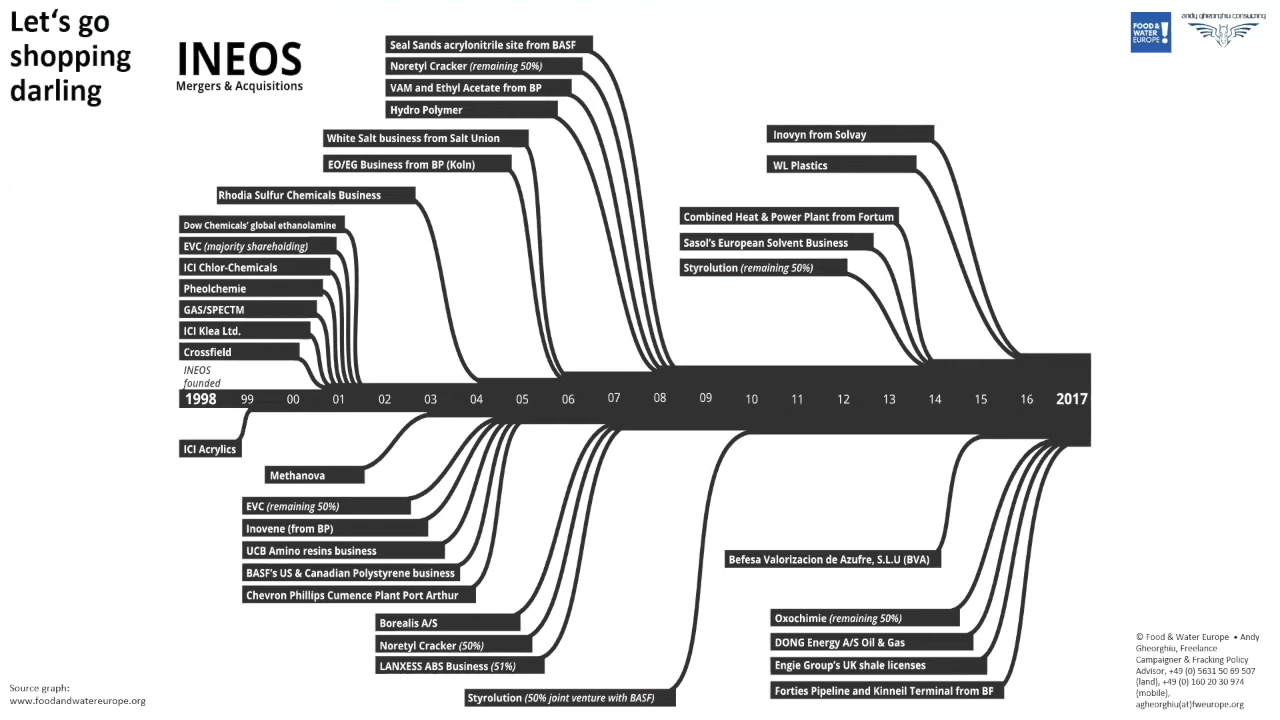 Let‘s go
shopping
darling
INEOS
Mergers & Acquisitions
FOOD&
WATER
EUROPE
andy gheorghiu consulting
Seal Sands acrylonitrile site from BASF
Noretyl Cracker (remaining 50%)
VAM and Ethyl Acetate from BP
Hydro Polymer
White Salt business from Salt Union
EO/EG Business from BP (Koln)
Rhodia Sulfur Chemicals Business
Dow Chemicals’ global ethanolamine
EVC (majority shareholding)
ICI Chlor-Chemicals
Pheolchemie
GAS/SPECTM
ICI Klea Ltd.
Crossfield
Inovyn from Solvay
WL Plastics
Combined Heat & Power Plant from Fortum
Sasol’s European Solvent Business
Styrolution (remaining 50%)
INEOS
founded
1998 99 00 01 02 03 04 05 06 07 08 09 10 11 12 13 14 15 16 2017
ICI Acrylics
Methanova
EVC (remaining 50%)
Inovene (from BP)
UCB Amino resins business
BASF’s US & Canadian Polystyrene business
Chevron Phillips Cumence Plant Port Arthur
Borealis A/S
Noretyl Cracker (50%)
LANXESS ABS Business (51%)
Styrolution (50% joint venture with BASF)
Befesa Valorizacion de Azufre, S.L.U (BVA)
Oxochimie (remaining 50%)
DONG Energy A/S Oil & Gas
Engie Group’s UK shale licenses
Forties Pipeline and Kinneil Terminal from BF
Source graph:
www.foodandwatereurope.org
© Food & Water Europe • Andy
Gheorghiu, Freelance
Campaigner & Fracking Policy
Advisor, +49 (0) 5631 50 69 507
(land), +49 (0) 160 20 30 974
(mobile),
agheorghiu(at)fweurope.org